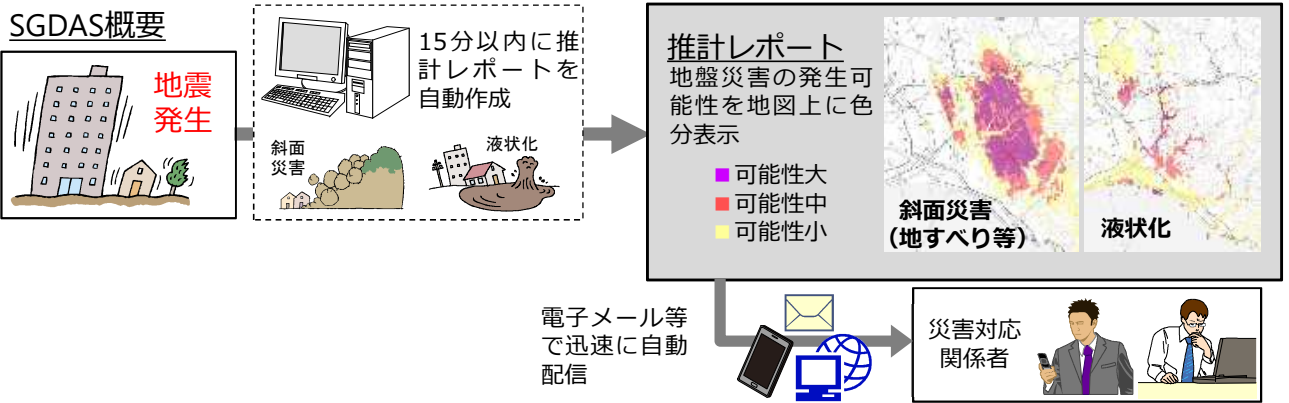 SGDAS概要
地震
発生
15分以内に推
計レポートを
自動作成
斜面
災害
液状化
推計レポート
地盤災害の発生可
能性を地図上に色
分表示
可能性大
可能性中
可能性小
斜面災害
（地すべり等）
液状化
電子メール等
で迅速に自動
配信
災害対応
関係者